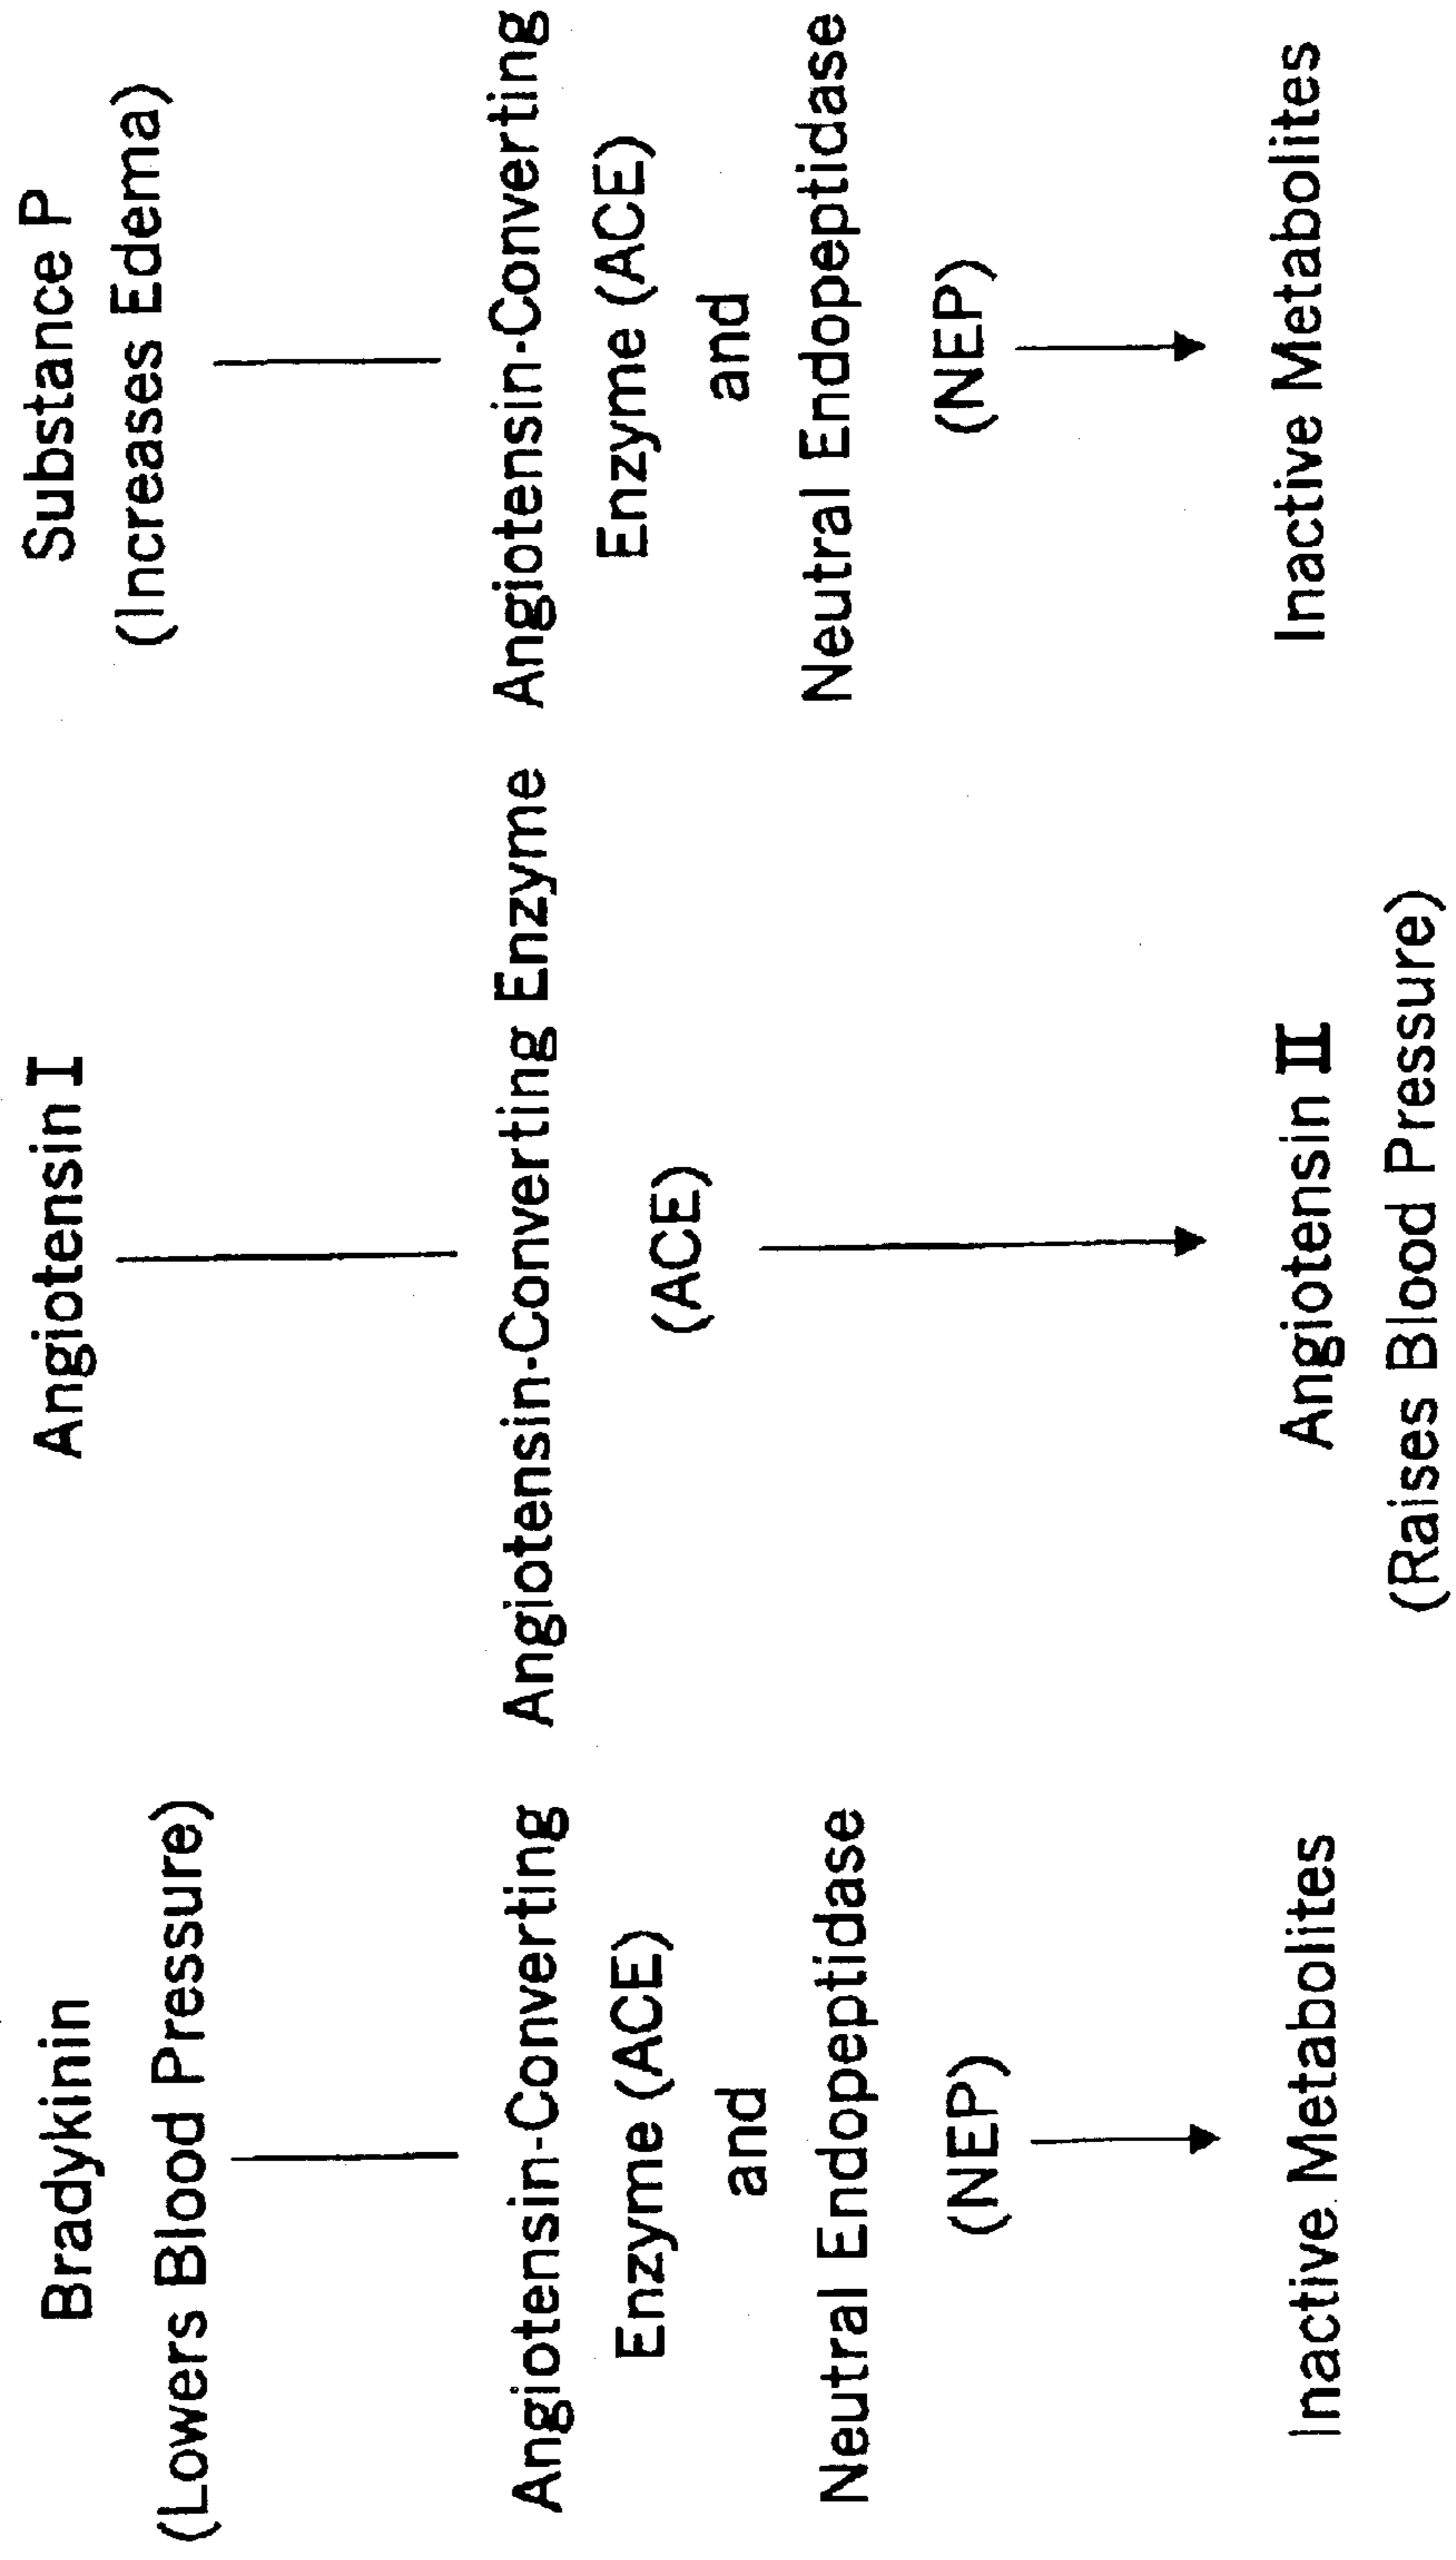 Bradykinin
(Lowers Blood Pressure)
Angiotensin-Converting
Enzyme (ACE)
and
Neutral Endopeptidase
(NEP)
Inactive Metabolites
Angiotensin I
Angiotensin-Converting Enzyme
(ACE)
Angiotensin II
(Raises Blood Pressure)
Substance P
(Increases Edema)
Angiotensin-Converting
Enzyme (ACE)
and
Neutral Endopeptidase
(NEP)
Inactive Metabolites